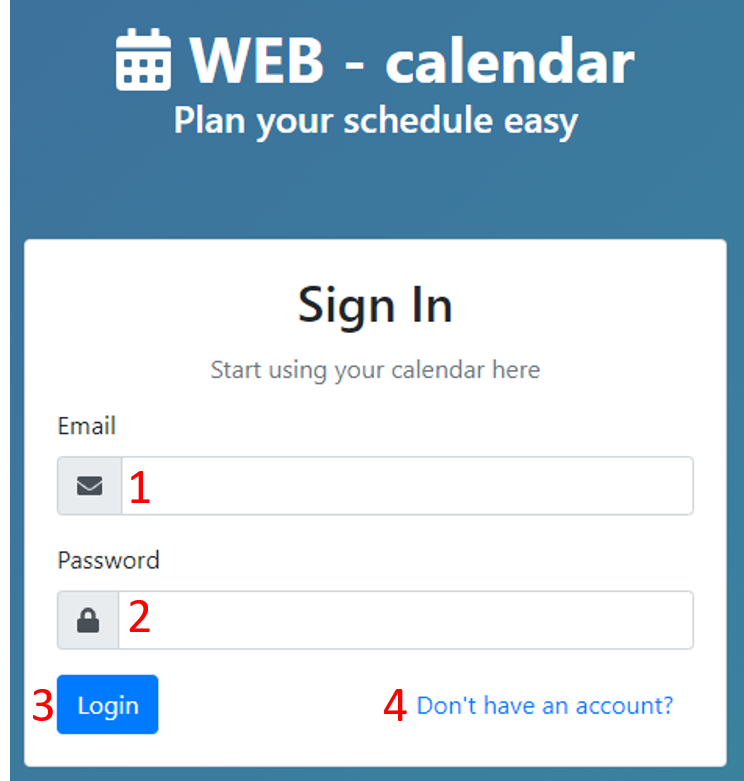 WEB - calendar
Plan your schedule easy
Sign In
Start using your calendar here
Email
1
Password
2
3 Login 4 Don't have an account?